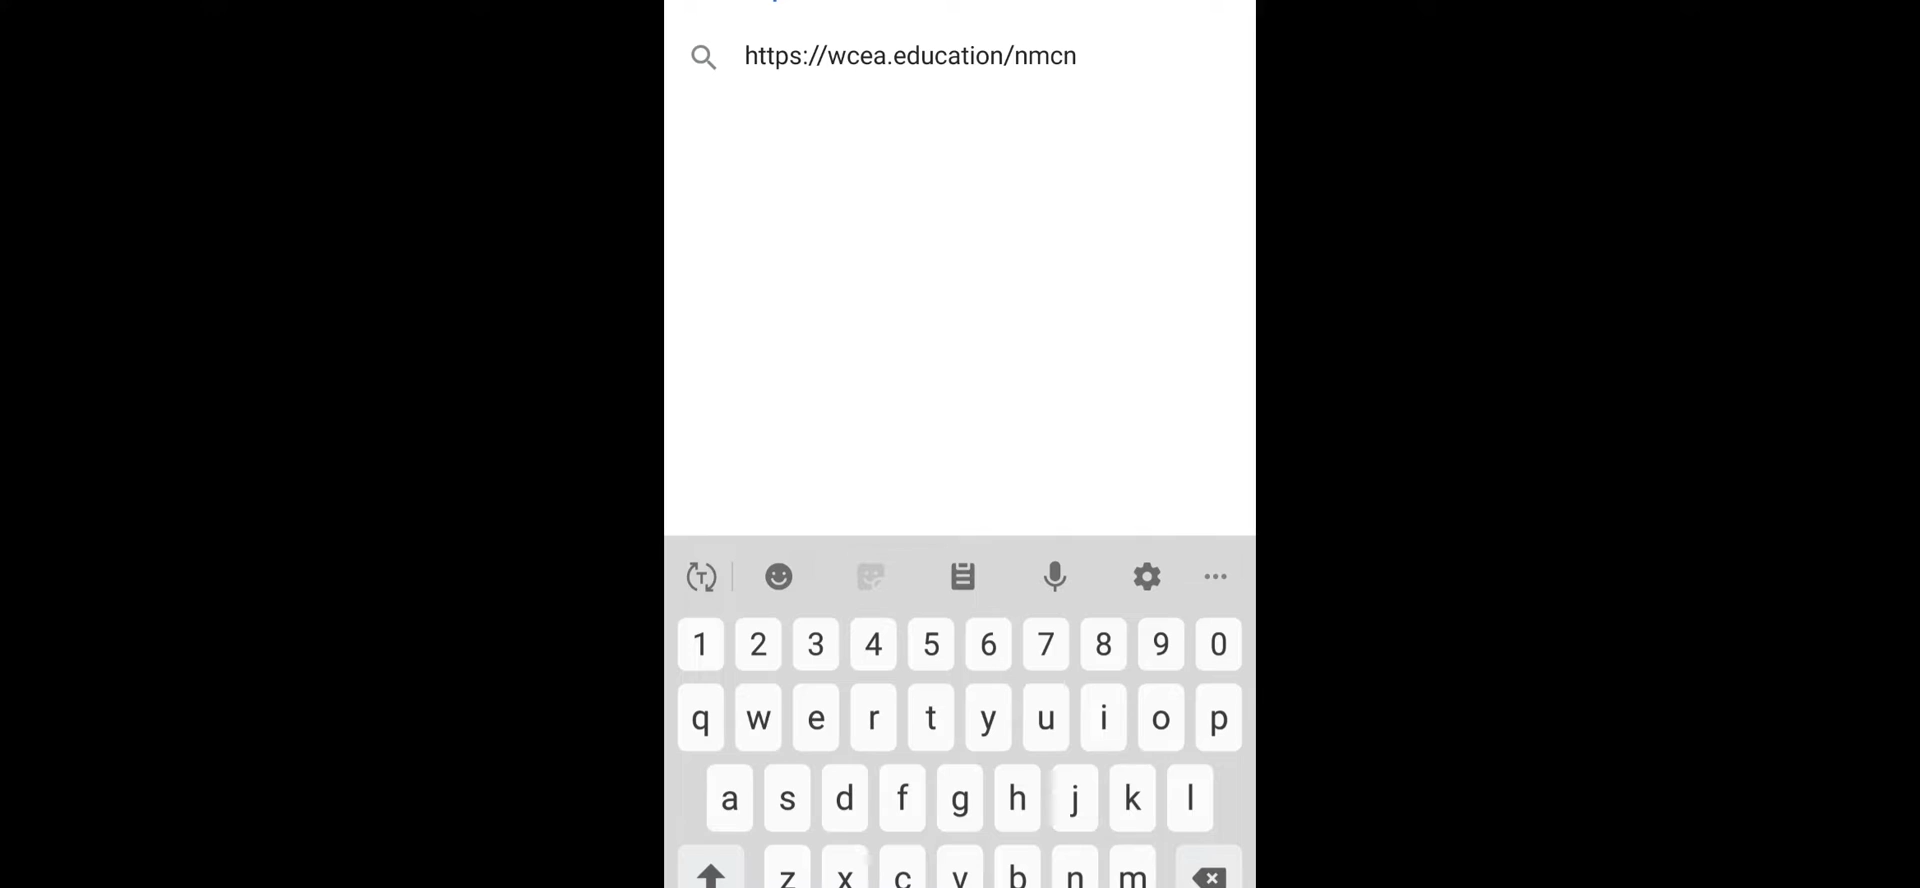 https://wcea.education/nmcn
1 2 3 4 5 6 7 8 9 0
q w e r t y u i o p
a s d f g h j k l
z x c v b n m